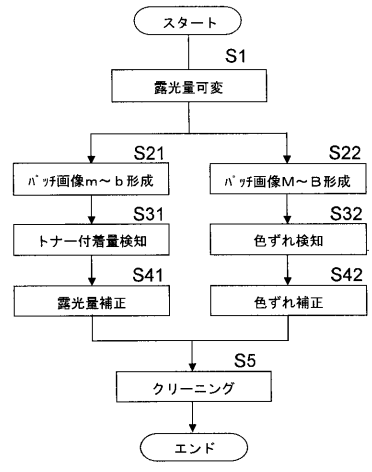 スタート
S1
露光量可変
S21
ﾊﾟｯﾁ画像m～b形成
S22
ﾊﾟｯﾁ画像M～B形成
S31
トナー付着量検知
S32
色ずれ検知
S41
露光量補正
S42
色ずれ補正
S5
クリーニング
エンド